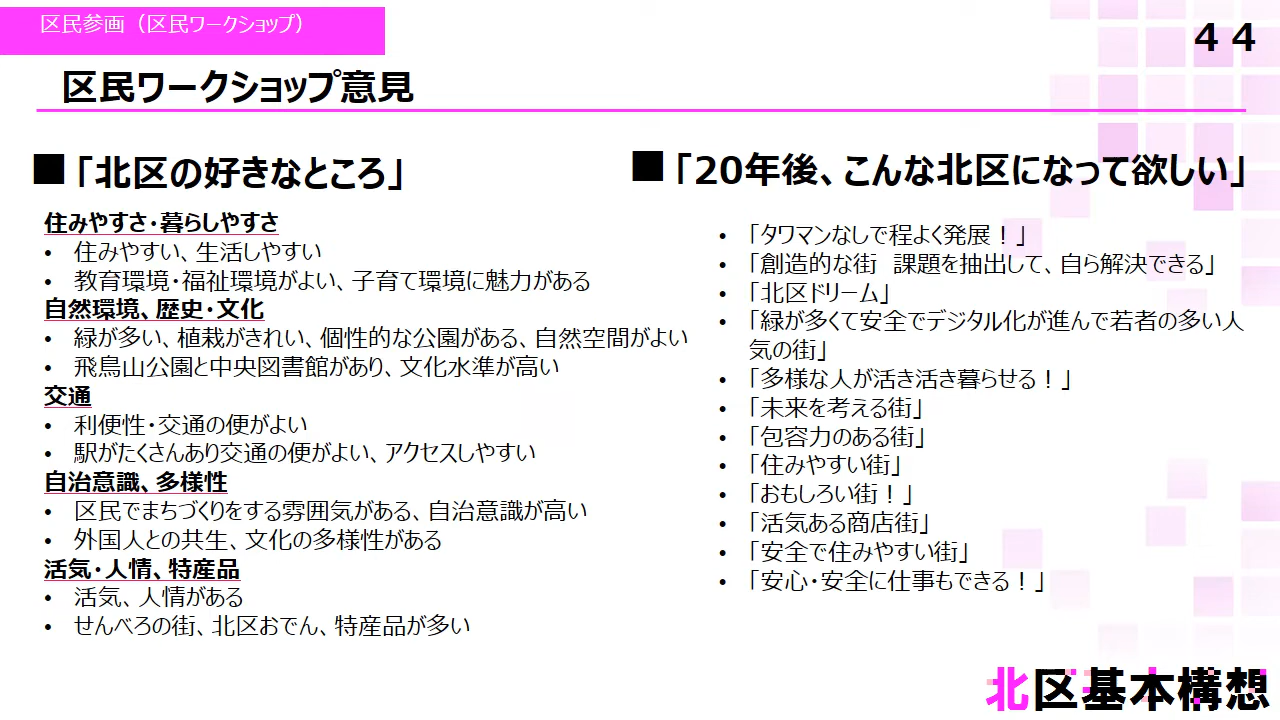 区民参画（区民ワークショップ）
44
区民ワークショップ意見
■「北区の好きなところ」
住みやすさ・暮らしやすさ
• 住みやすい、生活しやすい
• 教育環境・福祉環境がよい、子育て環境に魅力がある
自然環境、歴史・文化
• 緑が多い、植栽がきれい、個性的な公園がある、自然空間がよい
• 飛鳥山公園と中央図書館があり、文化水準が高い
交通
• 利便性・交通の便がよい
• 駅がたくさんあり交通の便がよい、アクセスしやすい
自治意識、多様性
• 区民でまちづくりをする雰囲気がある、自治意識が高い
• 外国人との共生、文化の多様性がある
活気・人情、特産品
• 活気、人情がある
• せんべろの街、北区おでん、特産品が多い
■「20年後、こんな北区になって欲しい」
• 「タワマンなしで程よく発展！」
• 「創造的な街　課題を抽出して、自ら解決できる」
• 「北区ドリーム」
• 「緑が多くて安全でデジタル化が進んで若者の多い人
気の街」
• 「多様な人が活き活き暮らせる！」
• 「未来を考える街」
• 「包容力のある街」
• 「住みやすい街」
• 「おもしろい街！」
• 「活気ある商店街」
• 「安全で住みやすい街」
• 「安心・安全に仕事もできる！」
北区基本構想